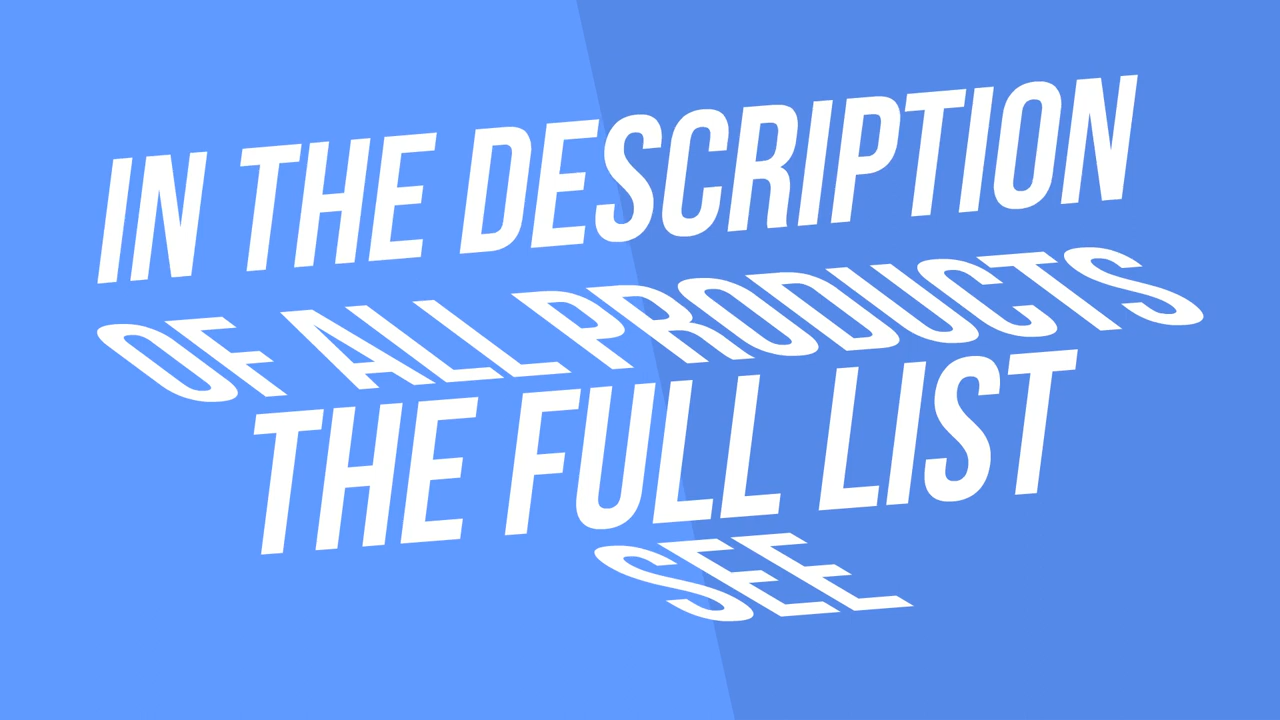 IN THE DESCRIPTION
OF ALL PRODUCTS
THE FULL LIST
SEE